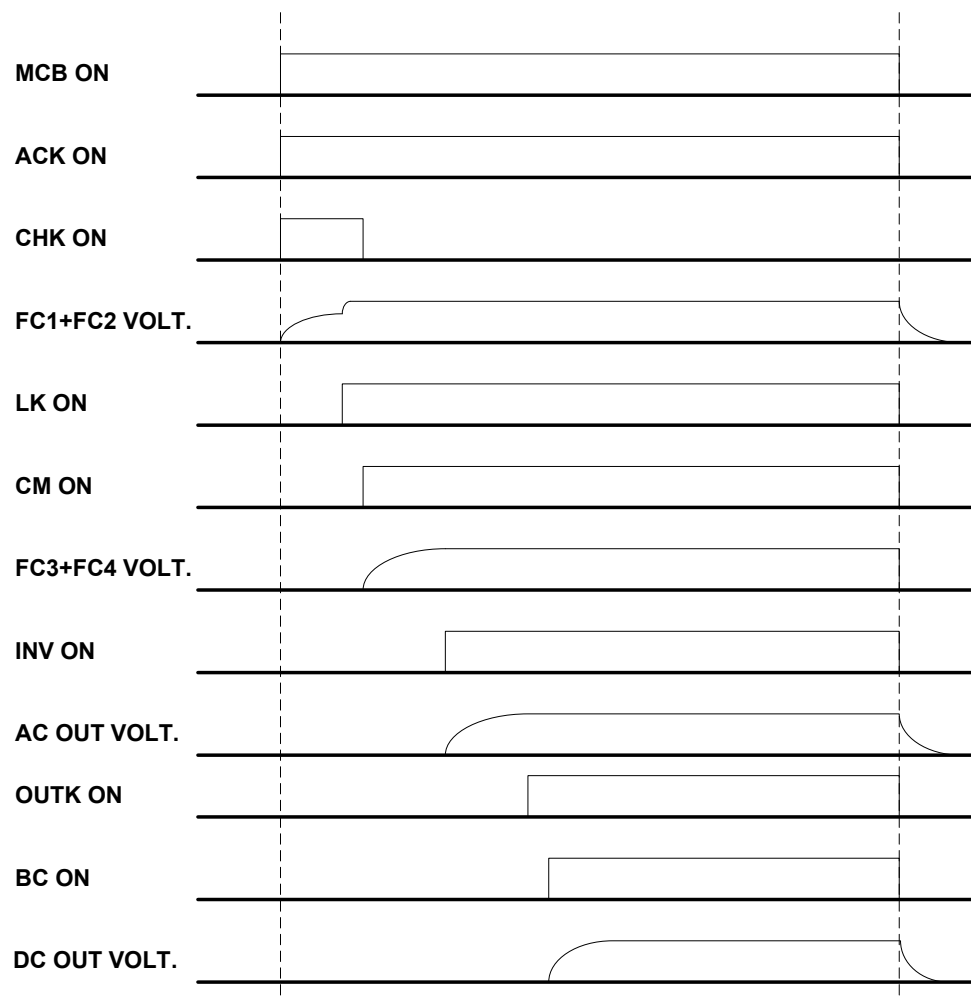 MCB ON
ACK ON
CHK ON
FC1+FC2 VOLT.
LK ON
CM ON
FC3+FC4 VOLT.
INV ON
AC OUT VOLT.
OUTK ON
BC ON
DC OUT VOLT.